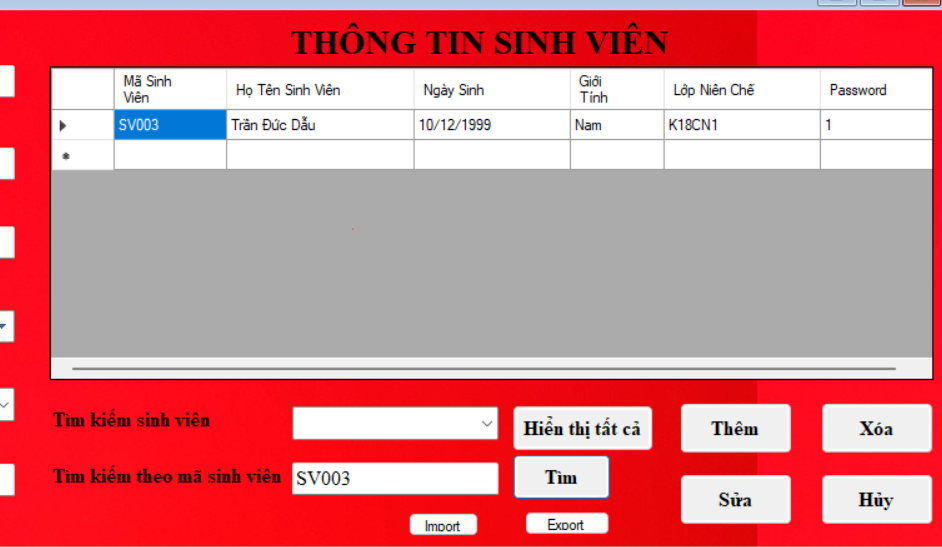 THÔNG TIN SINH VIÊN
Mã Sinh Viên Họ Tên Sinh Viên Ngày Sinh Giới Tính Lớp Niên Chế Password
SV003 Trần Đức Dẫu 10/12/1999 Nam K18CN1 1
Tìm kiếm sinh viên Hiển thị tất cả Thêm Xóa
Tìm kiếm theo mã sinh viên SV003 Tìm
Sửa Hủy
Import Export